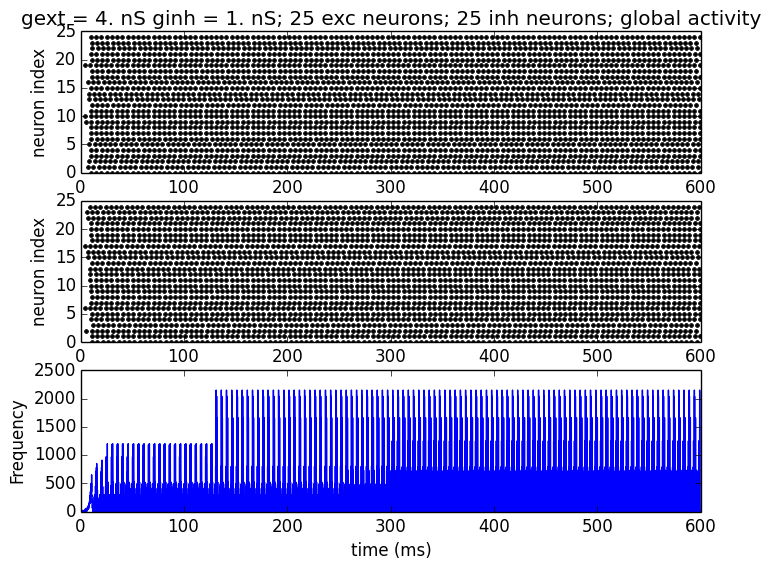 gext = 4. nS ginh = 1. nS; 25 exc neurons; 25 inh neurons; global activity
25
20
15
10
5
0
neuron index
0 100 200 300 400 500 600
25
20
15
10
5
0
neuron index
0 100 200 300 400 500 600
2500
2000
1500
1000
500
0
Frequency
0 100 200 300 400 500 600
time (ms)